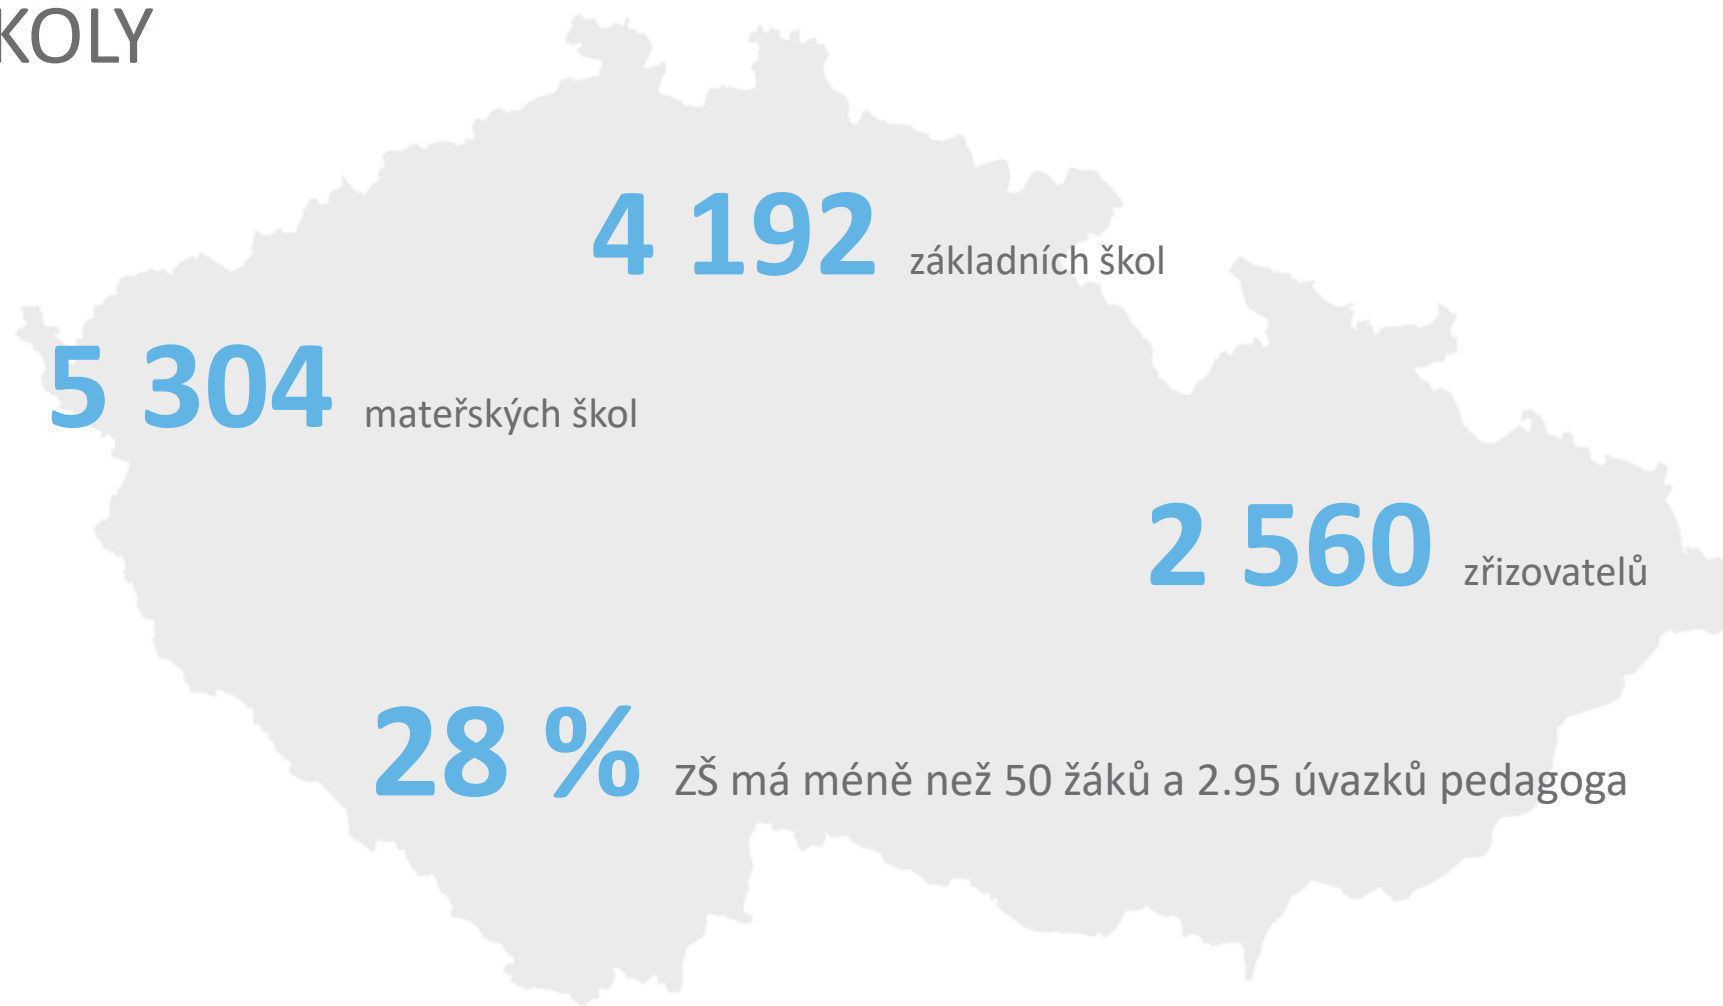 KOLY
4 192 základních škol
5 304 mateřských škol
2 560 zřizovatelů
28 % ZŠ má méně než 50 žáků a 2.95 úvazků pedagoga